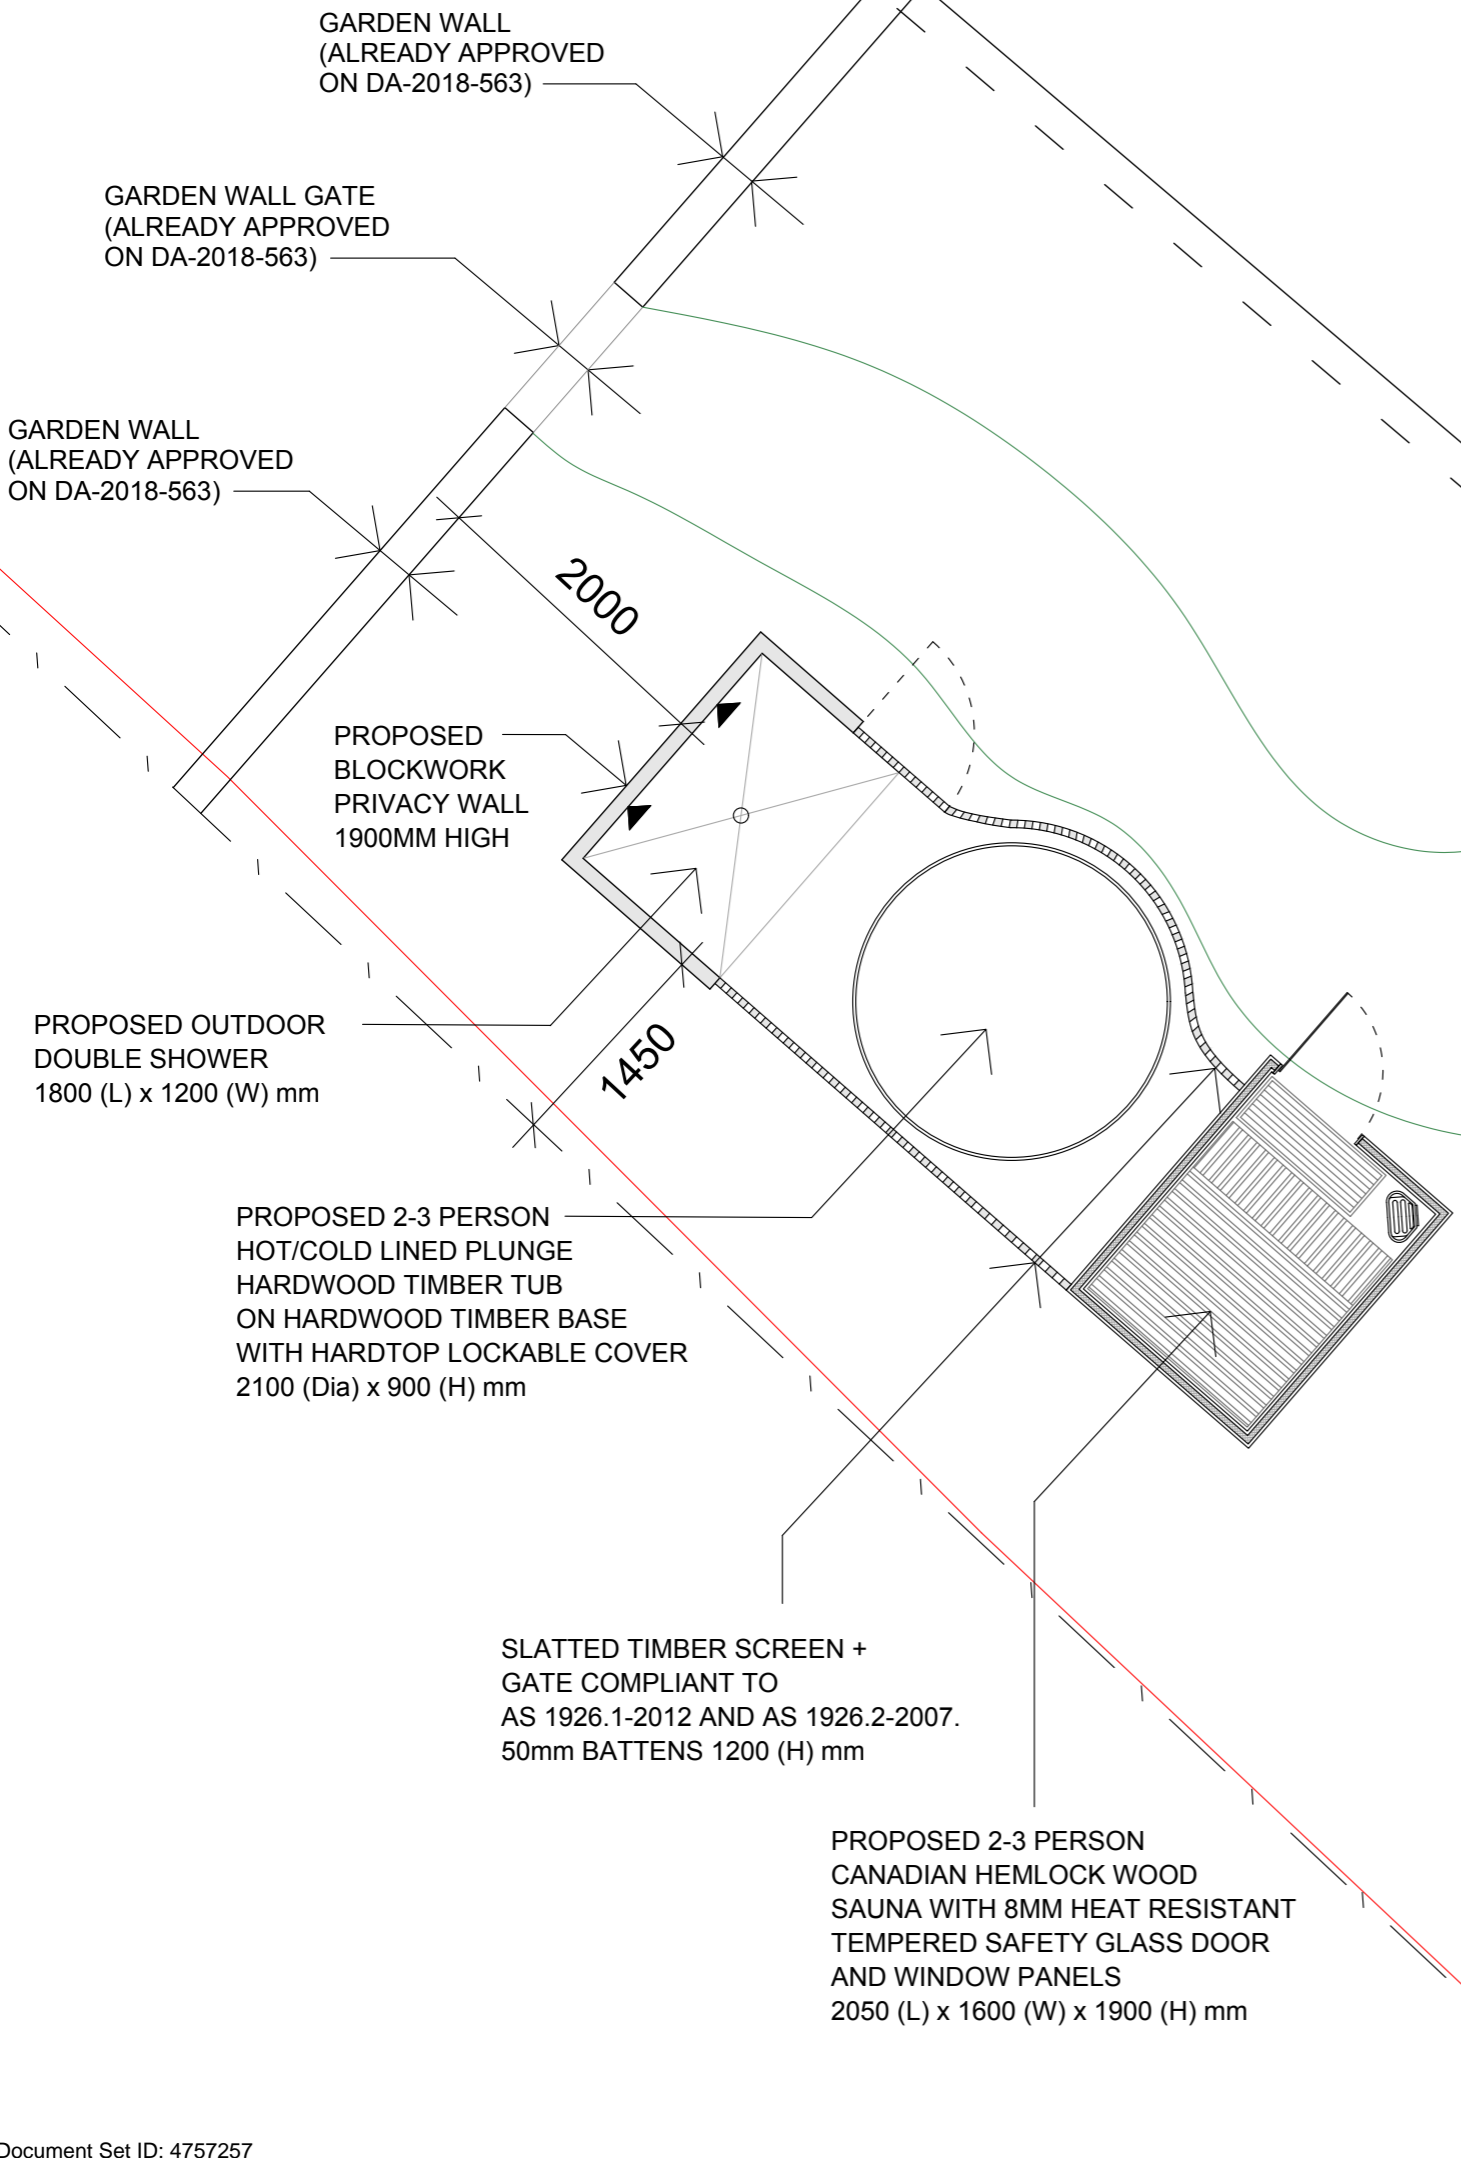 GARDEN WALL
(ALREADY APPROVED
ON DA-2018-563)
GARDEN WALL GATE
(ALREADY APPROVED
ON DA-2018-563)
GARDEN WALL
(ALREADY APPROVED
ON DA-2018-563)
2000
PROPOSED
BLOCKWORK
PRIVACY WALL
1900MM HIGH
PROPOSED OUTDOOR
DOUBLE SHOWER
1800 (L) x 1200 (W) mm
1450
PROPOSED 2-3 PERSON
HOT/COLD LINED PLUNGE
HARDWOOD TIMBER TUB
ON HARDWOOD TIMBER BASE
WITH HARDTOP LOCKABLE COVER
2100 (Dia) x 900 (H) mm
SLATTED TIMBER SCREEN +
GATE COMPLIANT TO
AS 1926.1-2012 AND AS 1926.2-2007.
50mm BATTENS 1200 (H) mm
PROPOSED 2-3 PERSON
CANADIAN HEMLOCK WOOD
SAUNA WITH 8MM HEAT RESISTANT
TEMPERED SAFETY GLASS DOOR
AND WINDOW PANELS
2050 (L) x 1600 (W) x 1900 (H) mm
Document Set ID: 4757257